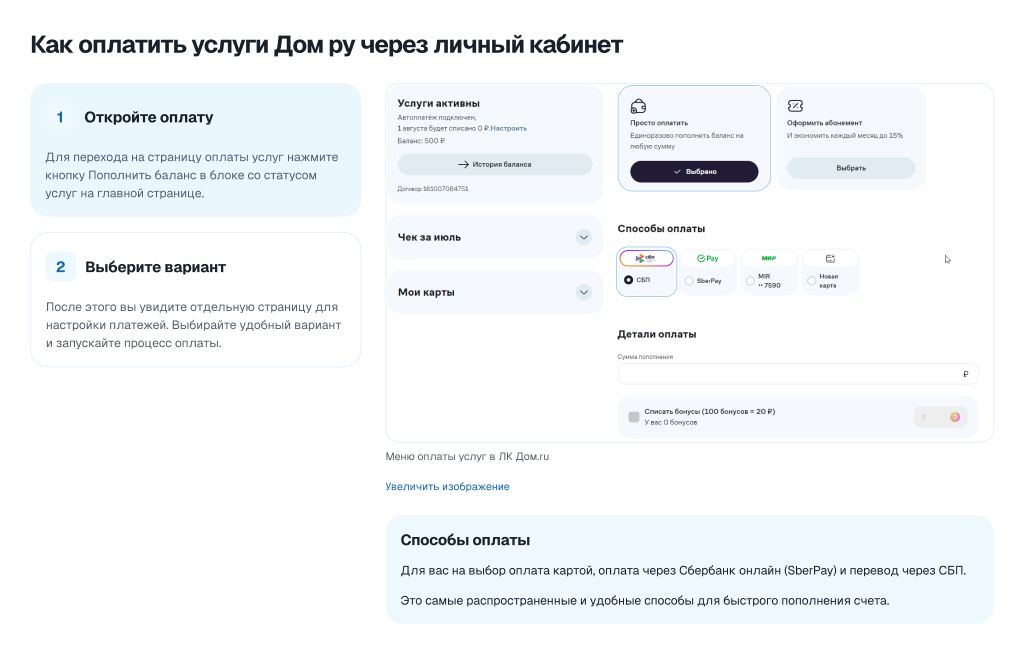 Как оплатить услуги Дом ру через личный кабинет
1
Откройте оплату
Для перехода на страницу оплаты услуг нажмите
кнопку Пополнить баланс в блоке со статусом
услуг на главной странице.
2
Выберите вариант
После этого вы увидите отдельную страницу для
настройки платежей. Выбирайте удобный вариант
и запускайте процесс оплаты.
Услуги активны
Автоплатёж подключен,
1 августа будет списано 0 ₽.Настроить
Баланс: 500 ₽
История баланса
Договор 161007084751
Чек за июль
Мои карты
Просто оплатить
Единоразово пополнить баланс на
любую сумму
Выбрано
Оформить абонемент
И экономить каждый месяц до 15%
Выбрать
Способы оплаты
сбп
СБП
Pay
SberPay
МИР
MIR
•• 7590
Новая
карта
Детали оплаты
Сумма пополнения
₽
Списать бонусы (100 бонусов = 20 ₽)
У вас 0 бонусов
0
Меню оплаты услуг в ЛК Дом.ru
Увеличить изображение
Способы оплаты
Для вас на выбор оплата картой, оплата через Сбербанк онлайн (SberPay) и перевод через СБП.
Это самые распространенные и удобные способы для быстрого пополнения счета.